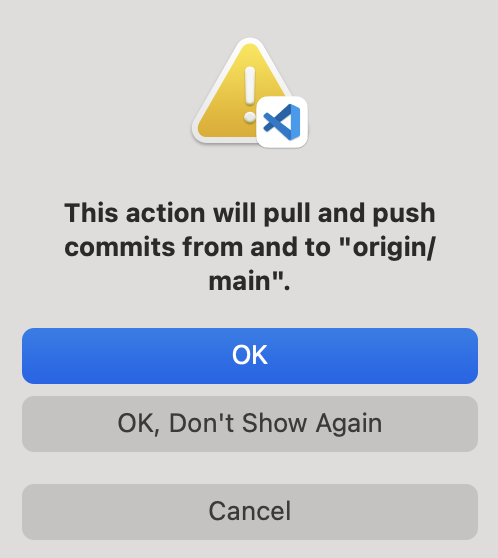 This action will pull and push
commits from and to "origin/
main".
OK
OK, Don't Show Again
Cancel